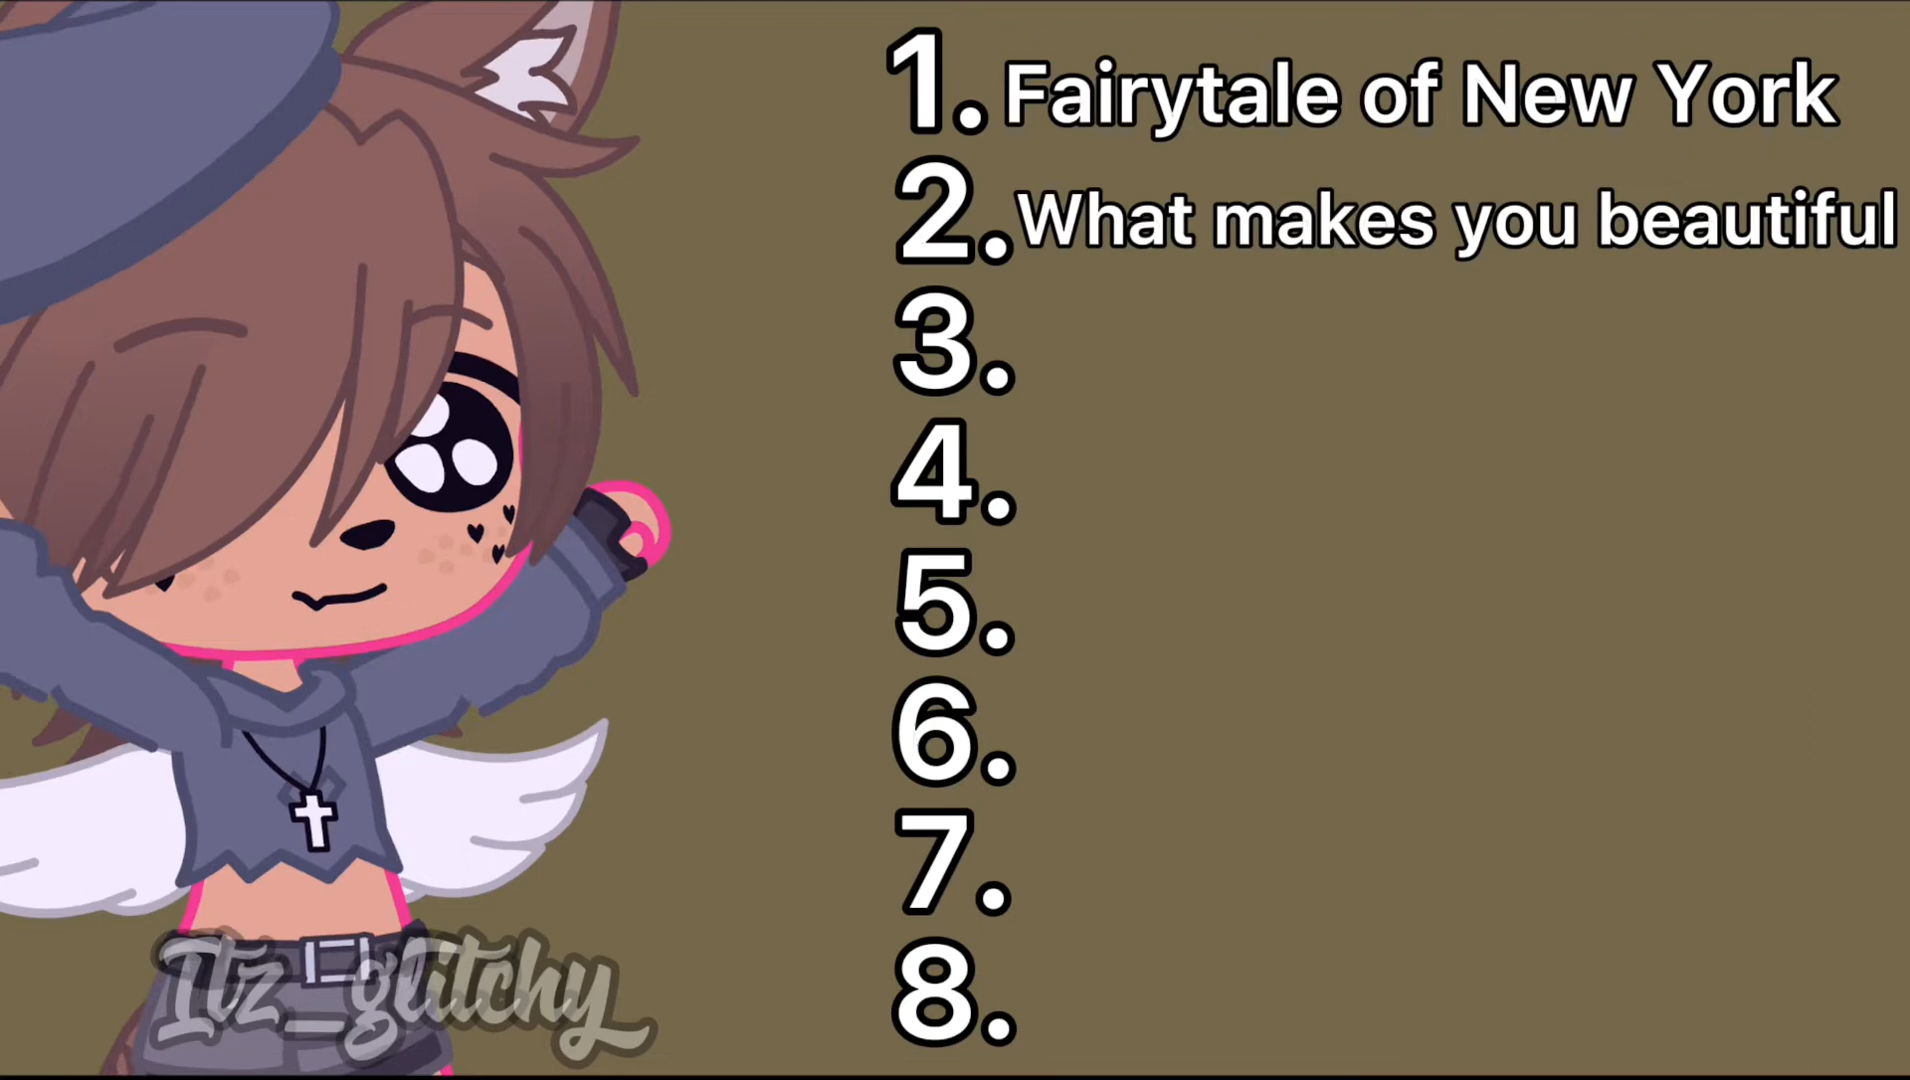 1. Fairytale of New York
2. What makes you beautiful
3.
4.
5.
6.
7.
8.
Itz_glitchy